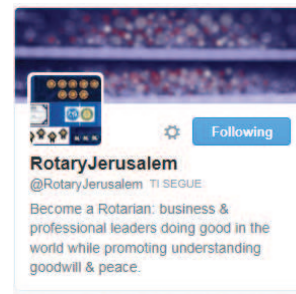 Following
RotaryJerusalem
@RotaryJerusalem TI SEGUE
Become a Rotarian: business &
professional leaders doing good in the
world while promoting understanding
goodwill & peace.